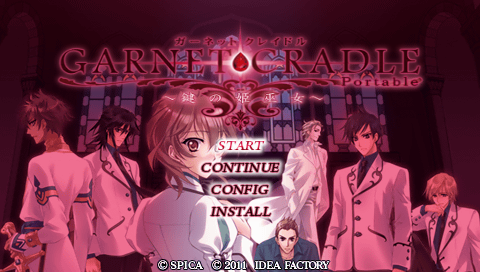 ガーネット クレイドル
GARNET CRADLE
Portable
～鍵の姫巫女～
START
CONTINUE
CONFIG
INSTALL
© SPICA © 2011 IDEA FACTORY